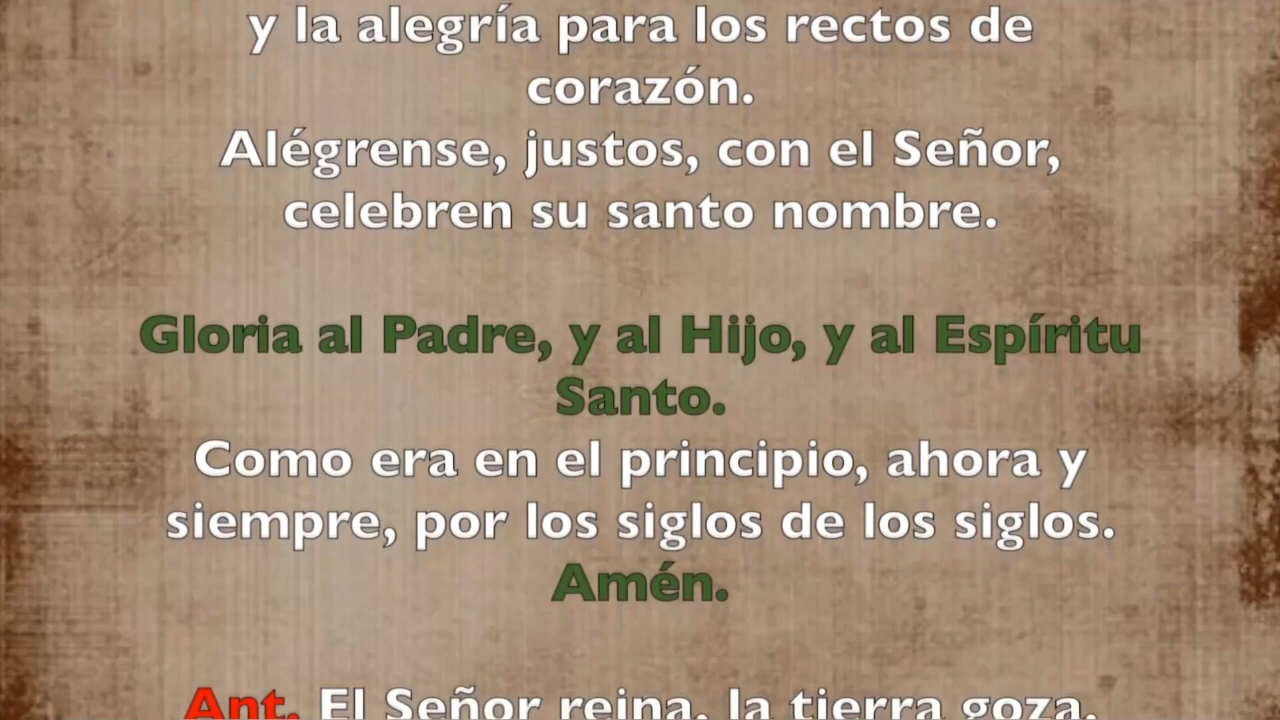 y la alegría para los rectos de
corazón.
Alégrense, justos, con el Señor,
celebren su santo nombre.
Gloria al Padre, y al Hijo, y al Espíritu
Santo.
Como era en el principio, ahora y
siempre, por los siglos de los siglos.
Amén.
Ant. El Señor reina, la tierra goza.